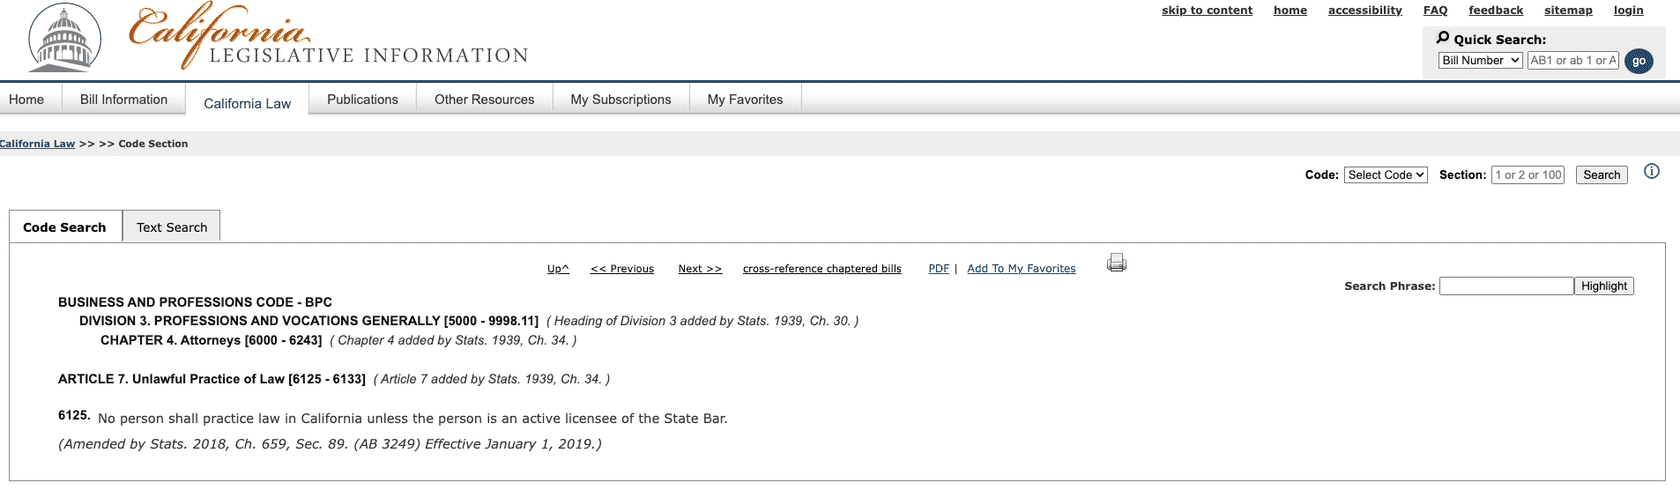 skip to content home accessibility FAQ feedback sitemap login
California
LEGISLATIVE INFORMATION
Quick Search:
Bill Number AB1 or ab 1 or A go
Home Bill Information California Law Publications Other Resources My Subscriptions My Favorites
California Law >> >> Code Section
Code: Select Code Section: 1 or 2 or 100 Search i
Code Search Text Search
Up^ << Previous Next >> cross-reference chaptered bills PDF | Add To My Favorites
Search Phrase: Highlight
BUSINESS AND PROFESSIONS CODE - BPC
DIVISION 3. PROFESSIONS AND VOCATIONS GENERALLY [5000 - 9998.11] ( Heading of Division 3 added by Stats. 1939, Ch. 30. )
CHAPTER 4. Attorneys [6000 - 6243] ( Chapter 4 added by Stats. 1939, Ch. 34. )
ARTICLE 7. Unlawful Practice of Law [6125 - 6133] ( Article 7 added by Stats. 1939, Ch. 34. )
6125. No person shall practice law in California unless the person is an active licensee of the State Bar.
(Amended by Stats. 2018, Ch. 659, Sec. 89. (AB 3249) Effective January 1, 2019.)